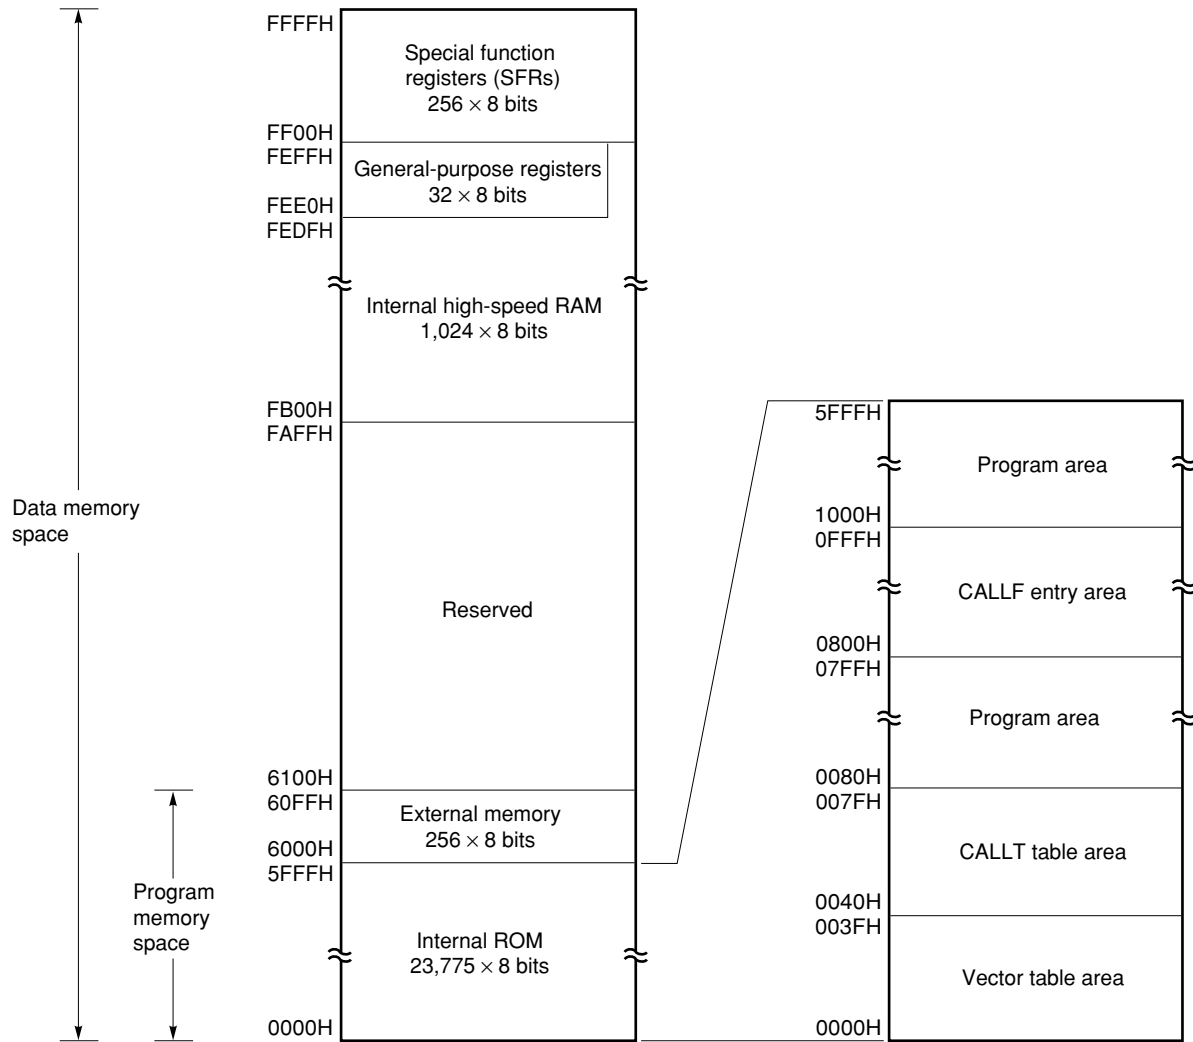 FFFFH
Special function
registers (SFRs)
256 × 8 bits
FF00H
FEFFH
General-purpose registers
32 × 8 bits
FEE0H
FEDFH
Internal high-speed RAM
1,024 × 8 bits
FB00H
FAFFH
Data memory
space
Reserved
6100H
60FFH
External memory
256 × 8 bits
6000H
5FFFH
Program
memory
space
Internal ROM
23,775 × 8 bits
0000H
5FFFH
Program area
1000H
0FFFH
CALLF entry area
0800H
07FFH
Program area
0080H
007FH
CALLT table area
0040H
003FH
Vector table area
0000H